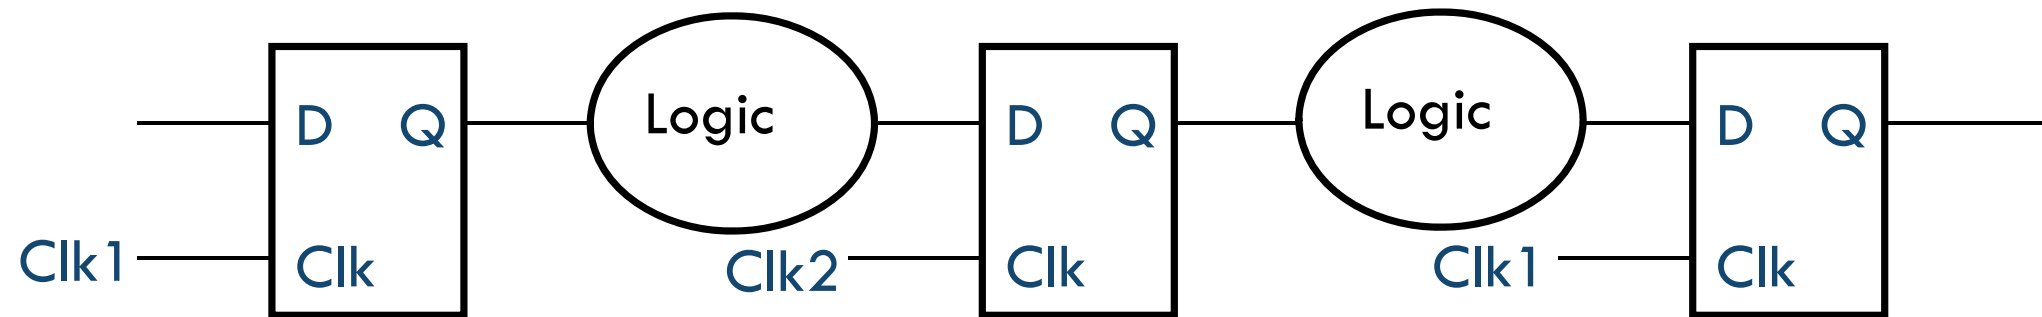 D Q Logic D Q Logic D Q
Clk1 Clk Clk2 Clk Clk1 Clk